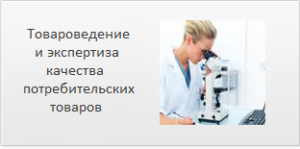 Товароведение
и экспертиза
качества
потребительских
товаров